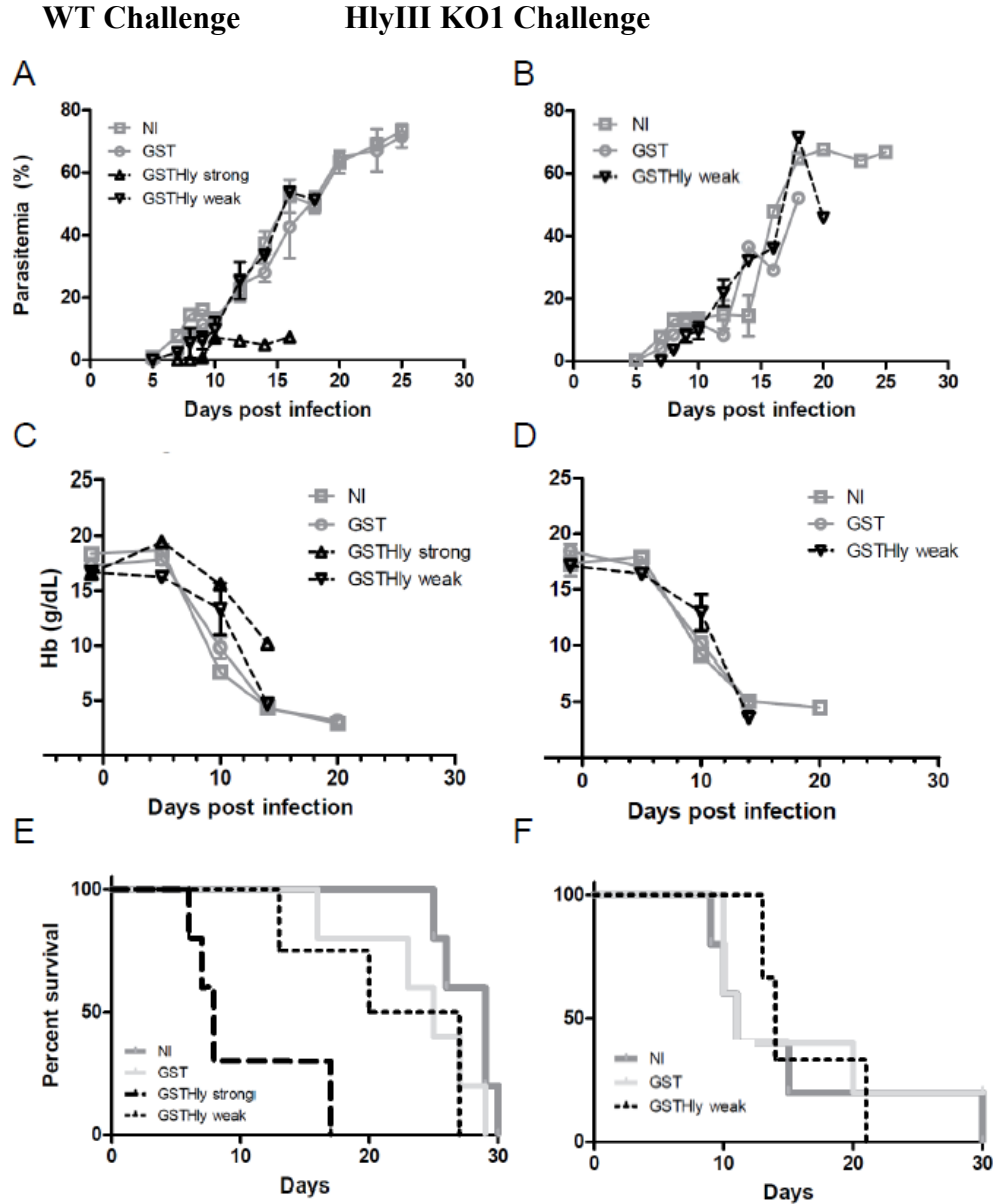 WT Challenge HlyIII KO1 Challenge
A
80
60
40
20
0
Parasitemia (%)
NI
GST
GSTHly strong
GSTHly weak
0 5 10 15 20 25 30
Days post infection
B
80
60
40
20
0
NI
GST
GSTHly weak
0 5 10 15 20 25 30
Days post infection
C
25
20
15
10
5
Hb (g/dL)
NI
GST
GSTHly strong
GSTHly weak
0 10 20 30
Days post infection
D
25
20
15
10
5
NI
GST
GSTHly weak
0 10 20 30
Days post infection
E
100
50
0
Percent survival
NI
GST
GSTHly strong
GSTHly weak
0 10 20 30
Days
F
100
50
0
NI
GST
GSTHly weak
0 10 20 30
Days